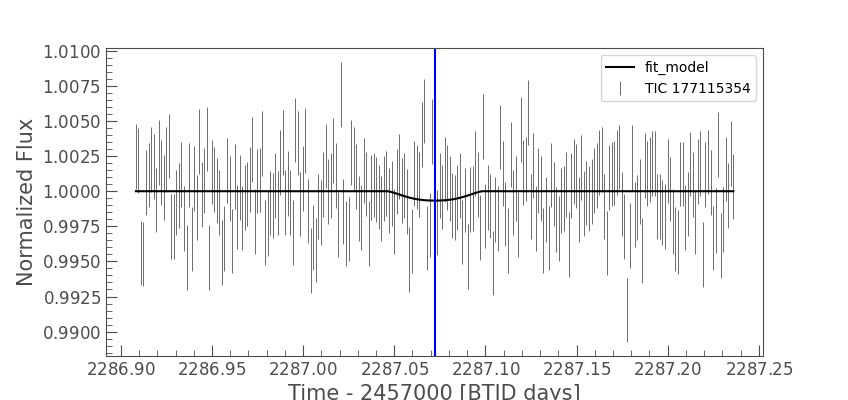 1.0100
1.0075
1.0050
1.0025
1.0000
0.9975
0.9950
0.9925
0.9900
Normalized Flux
fit_model
TIC 177115354
2286.90 2286.95 2287.00 2287.05 2287.10 2287.15 2287.20 2287.25
Time - 2457000 [BTJD days]